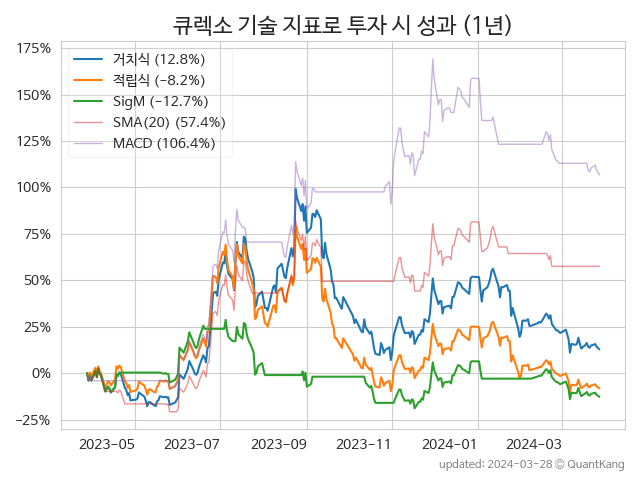 큐렉소 기술 지표로 투자 시 성과 (1년)
175%
150%
125%
100%
75%
50%
25%
0%
−25%
거치식 (12.8%)
적립식 (−8.2%)
SigM (−12.7%)
SMA(20) (57.4%)
MACD (106.4%)
2023-05
2023-07
2023-09
2023-11
2024-01
2024-03
updated: 2024-03-28 ⓒ QuantKang